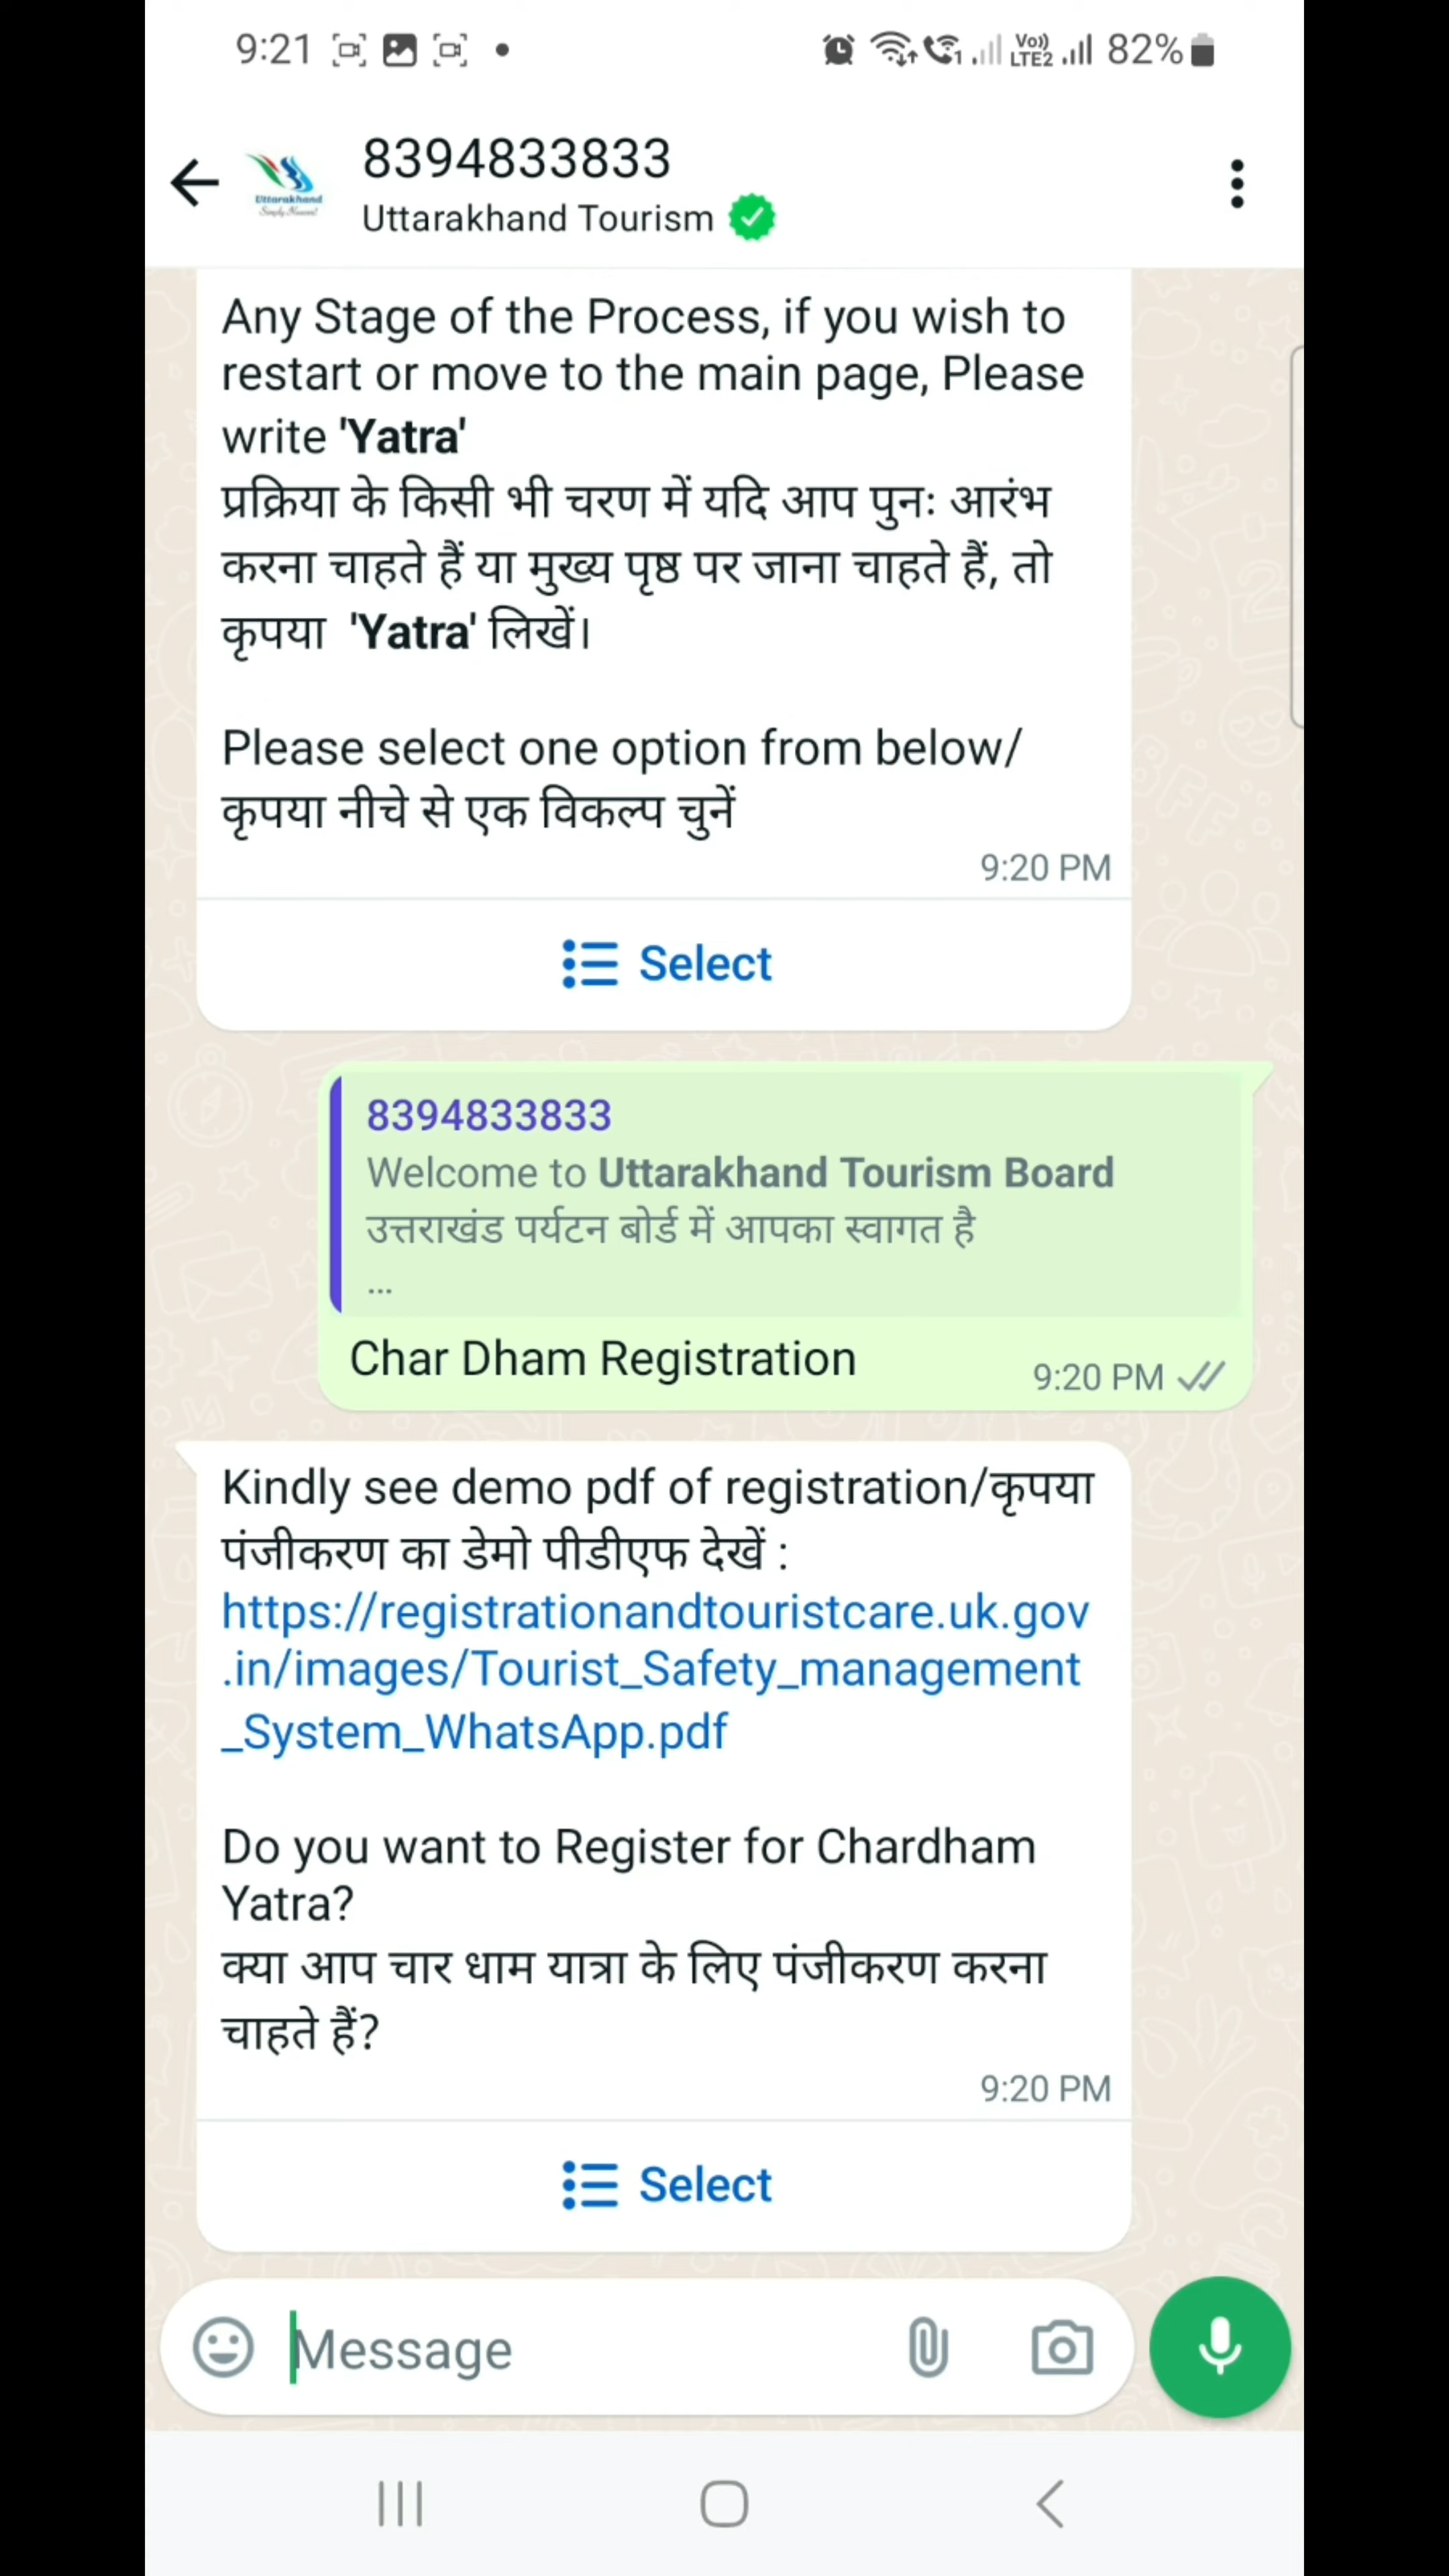 9:21
Vo))
LTE2
1
82%
8394833833
Uttarakhand
Uttarakhand Tourism
Any Stage of the Process, if you wish to
restart or move to the main page, Please
write 'Yatra'
प्रक्रिया के किसी भी चरण में यदि आप पुनः आरंभ
करना चाहते हैं या मुख्य पृष्ठ पर जाना चाहते हैं, तो
कृपया 'Yatra' लिखें।
Please select one option from below/
कृपया नीचे से एक विकल्प चुनें
9:20 PM
Select
8394833833
Welcome to Uttarakhand Tourism Board
उत्तराखंड पर्यटन बोर्ड में आपका स्वागत है
...
Char Dham Registration
9:20 PM
Kindly see demo pdf of registration/कृपया
पंजीकरण का डेमो पीडीएफ देखें :
https://registrationandtouristcare.uk.gov
.in/images/Tourist_Safety_management
_System_WhatsApp.pdf
Do you want to Register for Chardham
Yatra?
क्या आप चार धाम यात्रा के लिए पंजीकरण करना
चाहते हैं?
9:20 PM
Select
Message